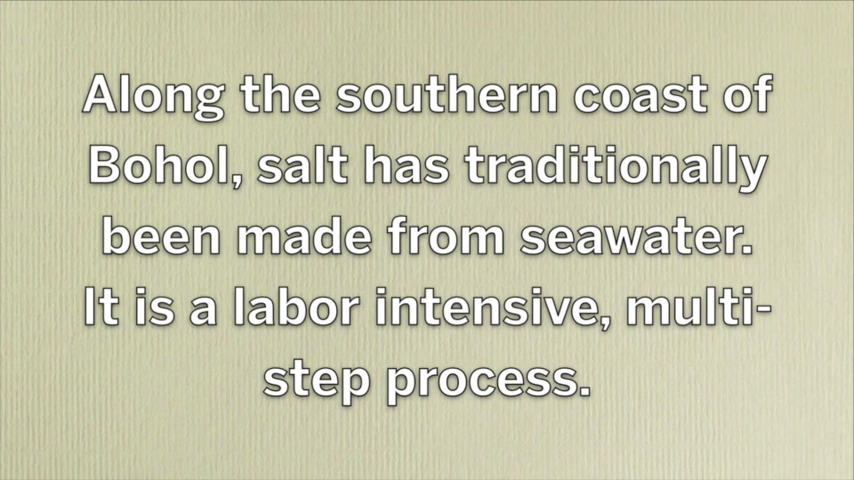 Along the southern coast of
Bohol, salt has traditionally
been made from seawater.
It is a labor intensive, multi-
step process.